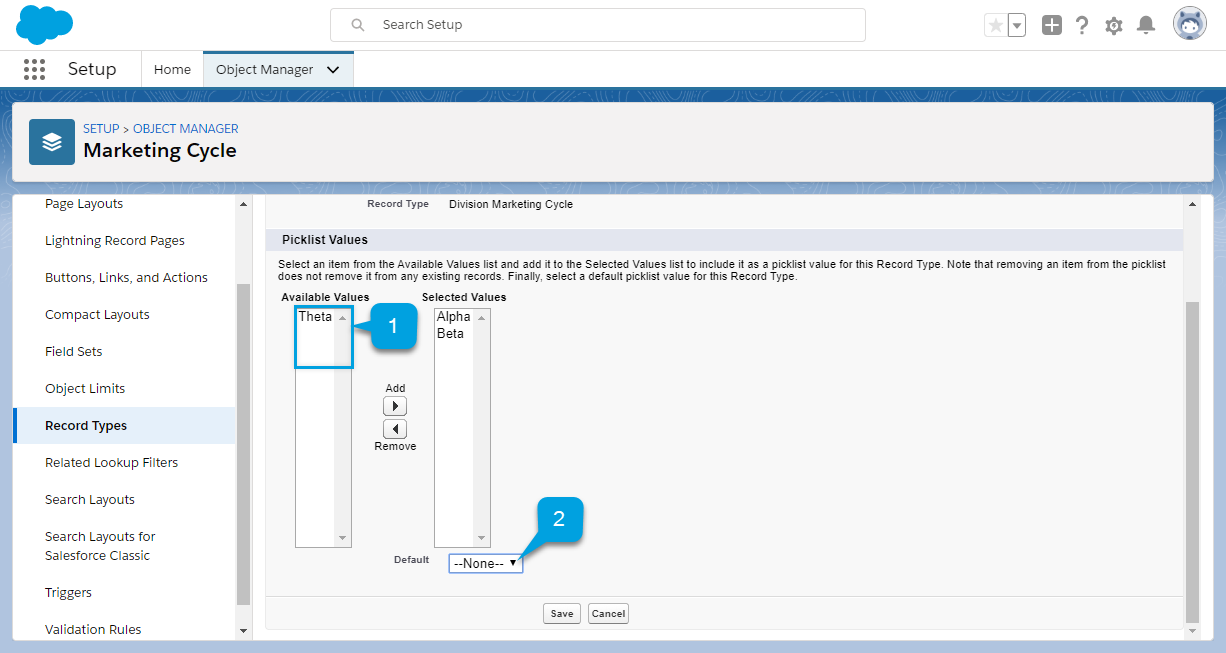 Search Setup
Setup
Home
Object Manager
SETUP > OBJECT MANAGER
Marketing Cycle
Page Layouts
Lightning Record Pages
Buttons, Links, and Actions
Compact Layouts
Field Sets
Object Limits
Record Types
Related Lookup Filters
Search Layouts
Search Layouts for
Salesforce Classic
Triggers
Validation Rules
Record Type Division Marketing Cycle
Picklist Values
Select an item from the Available Values list and add it to the Selected Values list to include it as a picklist value for this Record Type. Note that removing an item from the picklist
does not remove it from any existing records. Finally, select a default picklist value for this Record Type.
Available Values
Selected Values
Theta
1
Alpha
Beta
Add
Remove
2
Default
--None--
Save
Cancel